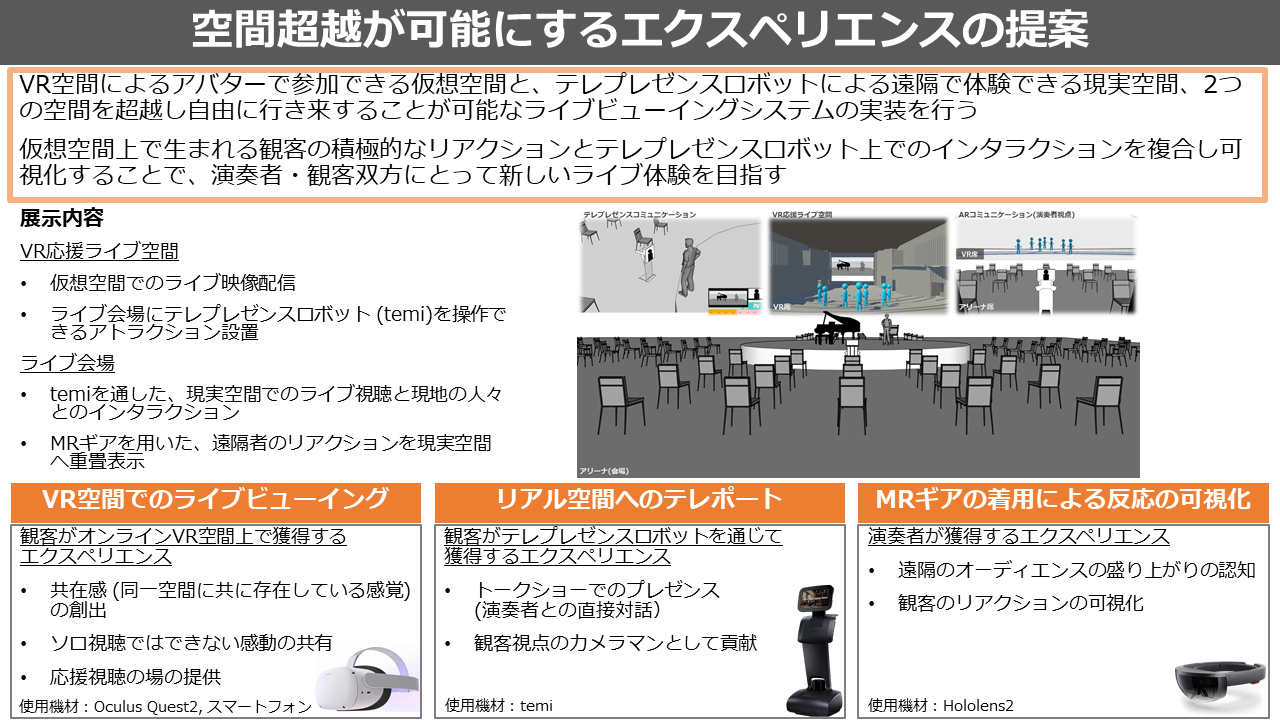 空間超越が可能にするエクスペリエンスの提案
VR空間によるアバターで参加できる仮想空間と、テレプレゼンスロボットによる遠隔で体験できる現実空間、2つ
の空間を超越し自由に行き来することが可能なライブビューイングシステムの実装を行う
仮想空間上で生まれる観客の積極的なリアクションとテレプレゼンスロボット上でのインタラクションを複合し可
視化することで、演奏者・観客双方にとって新しいライブ体験を目指す
展示内容
VR応援ライブ空間
• 仮想空間でのライブ映像配信
• ライブ会場にテレプレゼンスロボット (temi)を操作で
きるアトラクション設置
ライブ会場
• temiを通した、現実空間でのライブ視聴と現地の人々
とのインタラクション
• MRギアを用いた、遠隔者のリアクションを現実空間
へ重畳表示
テレプレゼンスコミュニケーション
VR応援ライブ空間
VR席
ARコミュニケーション(演奏者視点)
VR席
アリーナ席
アリーナ(会場)
VR空間でのライブビューイング
観客がオンラインVR空間上で獲得する
エクスペリエンス
• 共在感 (同一空間に共に存在している感覚)
の創出
• ソロ視聴ではできない感動の共有
• 応援視聴の場の提供
使用機材：Oculus Quest2, スマートフォン
リアル空間へのテレポート
観客がテレプレゼンスロボットを通じて
獲得するエクスペリエンス
• トークショーでのプレゼンス
(演奏者との直接対話）
• 観客視点のカメラマンとして貢献
使用機材：temi
MRギアの着用による反応の可視化
演奏者が獲得するエクスペリエンス
• 遠隔のオーディエンスの盛り上がりの認知
• 観客のリアクションの可視化
使用機材：Hololens2